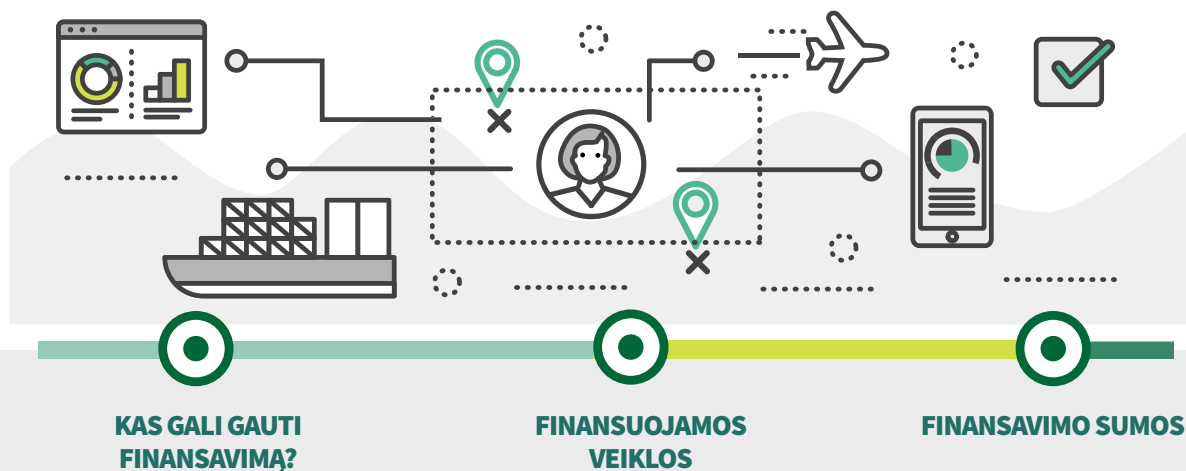 KAS GALI GAUTI
FINANSAVIMĄ?
FINANSUOJAMOS
VEIKLOS
FINANSAVIMO SUMOS